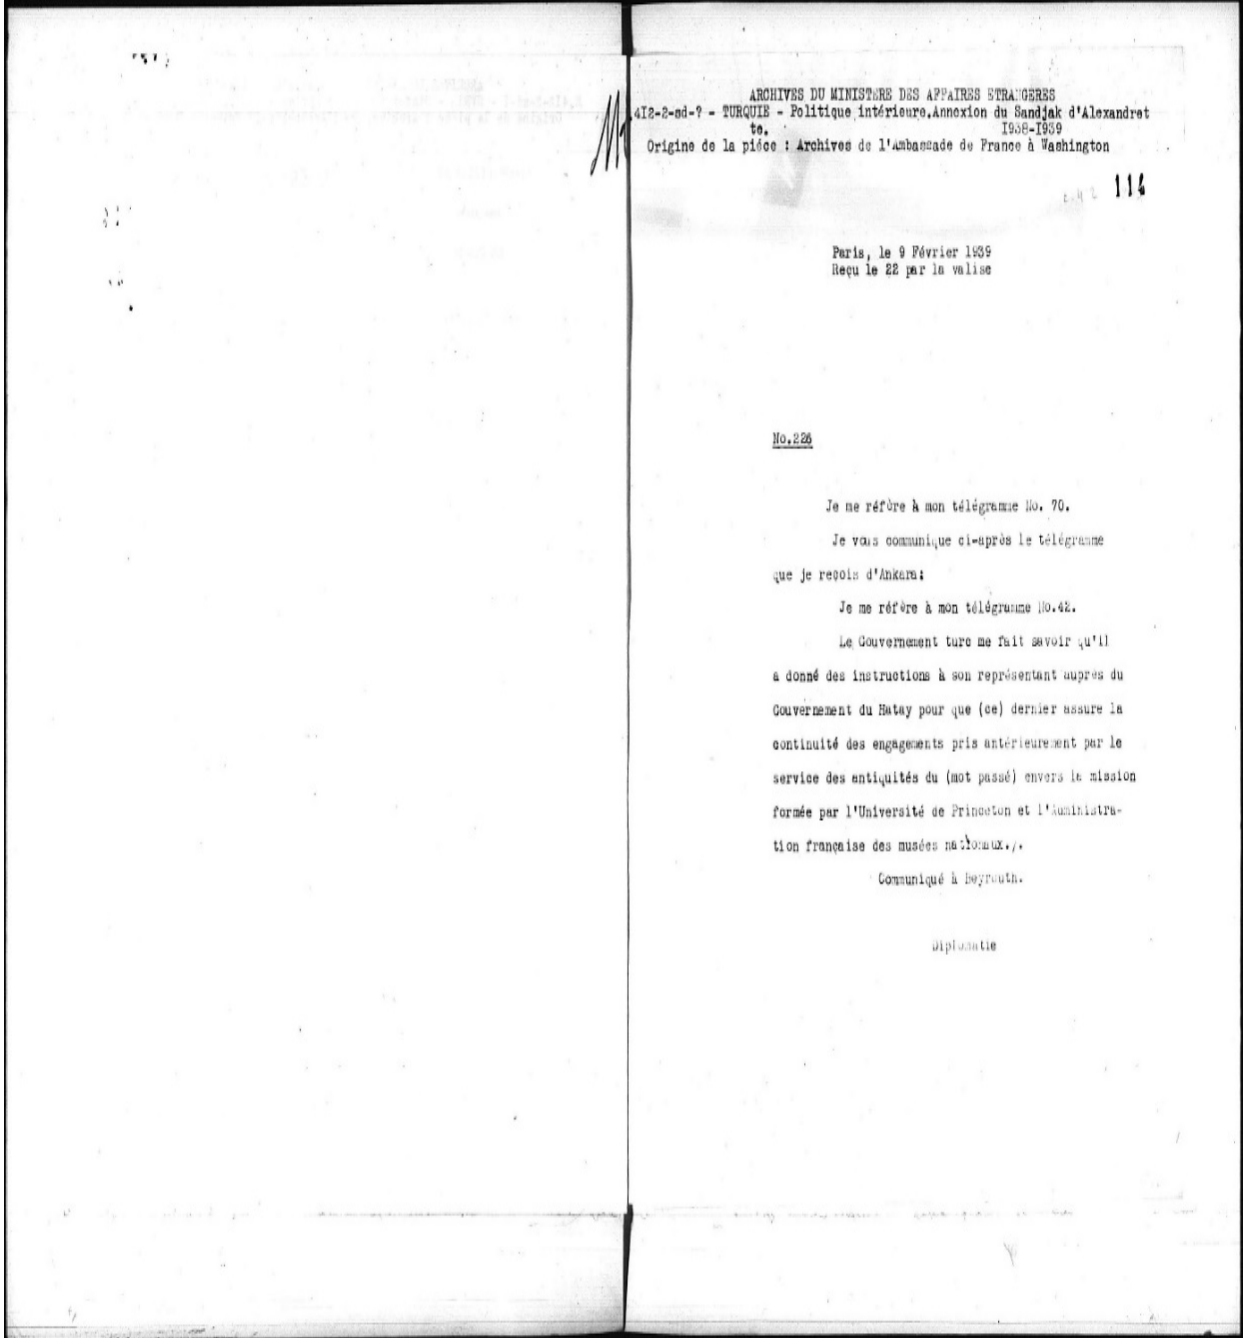 ARCHIVES DU MINISTERE DES AFFAIRES ETRANGERES
412-2-sd-? - TURQUIE - Politique intérieure.Annexion du Sandjak d'Alexandret
te. I938-I939
Origine de la pièce : Archives de l'Ambassade de France à Washington
114
Paris, le 9 Février 1939
Reçu le 22 par la valise
No.226
Je me réfère à mon télégramme No. 70.
Je vous communique ci-après le télégramme
que je reçois d'Ankara:
Je me réfère à mon télégramme No.42.
Le Gouvernement turc me fait savoir qu'il
a donné des instructions à son représentant auprès du
Gouvernement du Hatay pour que (ce) dernier assure la
continuité des engagements pris antérieurement par le
service des antiquités du (mot passé) envers la mission
formée par l'Université de Princeton et l'Administra-
tion française des musées nationaux./.
Communiqué à Beyrouth.
Diplomatie